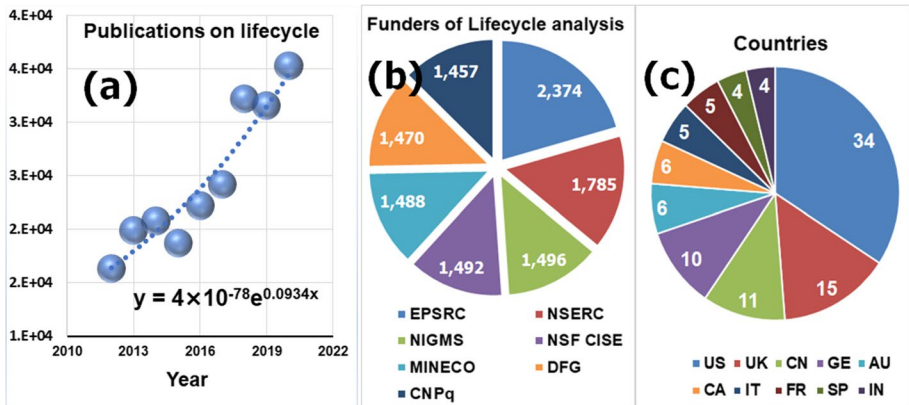 Publications on lifecycle
(a)
4.E+04
4.E+04
3.E+04
3.E+04
2.E+04
2.E+04
1.E+04
y = 4×10-78e0.0934x
2010 2013 2016 2019 2022
Year
Funders of Lifecycle analysis
(b)
1,457
2,374
1,470
1,785
1,488
1,492
1,496
EPSRC NSERC
NIGMS NSF CISE
MINECO DFG
CNPq
Countries
(c)
4
4
5
5
6
6
10
11
15
34
US UK CN GE AU
CA IT FR SP IN